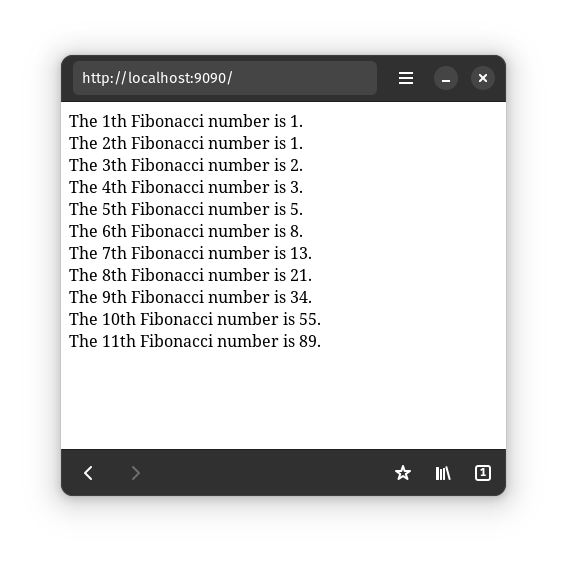 http://localhost:9090/
The 1th Fibonacci number is 1.
The 2th Fibonacci number is 1.
The 3th Fibonacci number is 2.
The 4th Fibonacci number is 3.
The 5th Fibonacci number is 5.
The 6th Fibonacci number is 8.
The 7th Fibonacci number is 13.
The 8th Fibonacci number is 21.
The 9th Fibonacci number is 34.
The 10th Fibonacci number is 55.
The 11th Fibonacci number is 89.
1